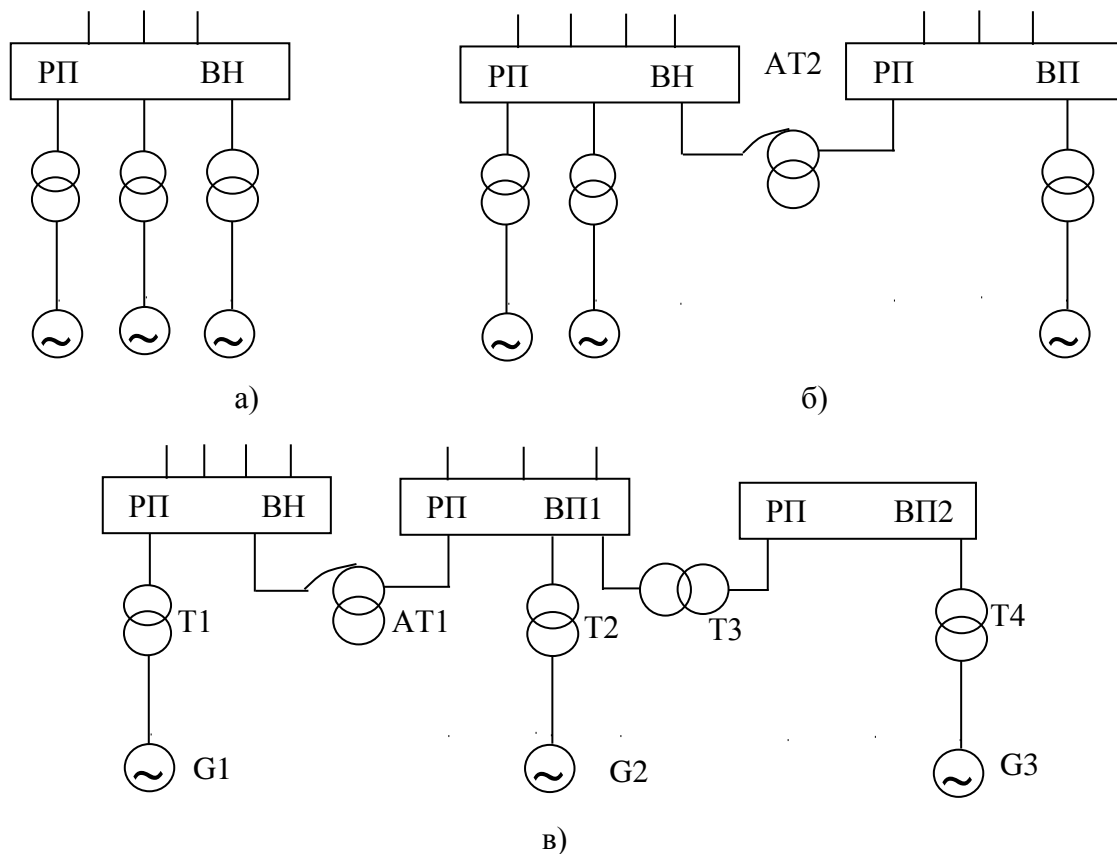 РП ВН
РП ВН
АТ2
РП ВП
а)
б)
РП ВН
РП ВП1
РП ВП2
Т1
АТ1
Т2
Т3
Т4
G1
G2
G3
в)